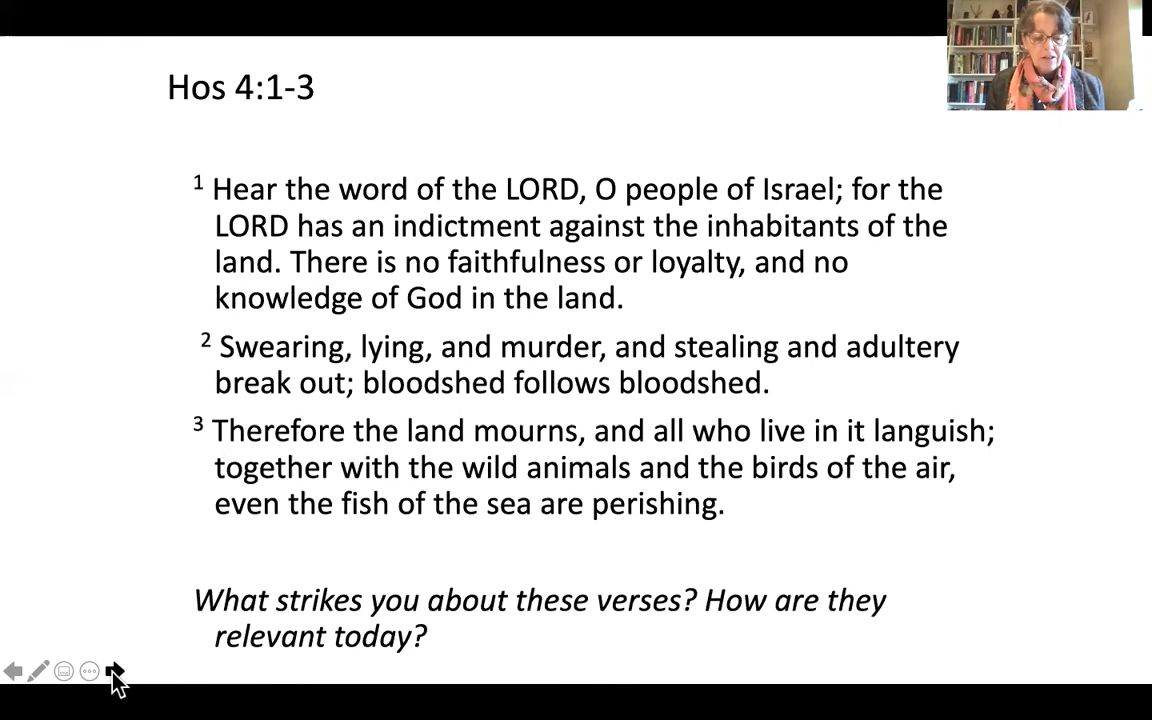 Hos 4:1-3
1 Hear the word of the LORD, O people of Israel; for the
LORD has an indictment against the inhabitants of the
land. There is no faithfulness or loyalty, and no
knowledge of God in the land.
2 Swearing, lying, and murder, and stealing and adultery
break out; bloodshed follows bloodshed.
3 Therefore the land mourns, and all who live in it languish;
together with the wild animals and the birds of the air,
even the fish of the sea are perishing.
What strikes you about these verses? How are they
relevant today?